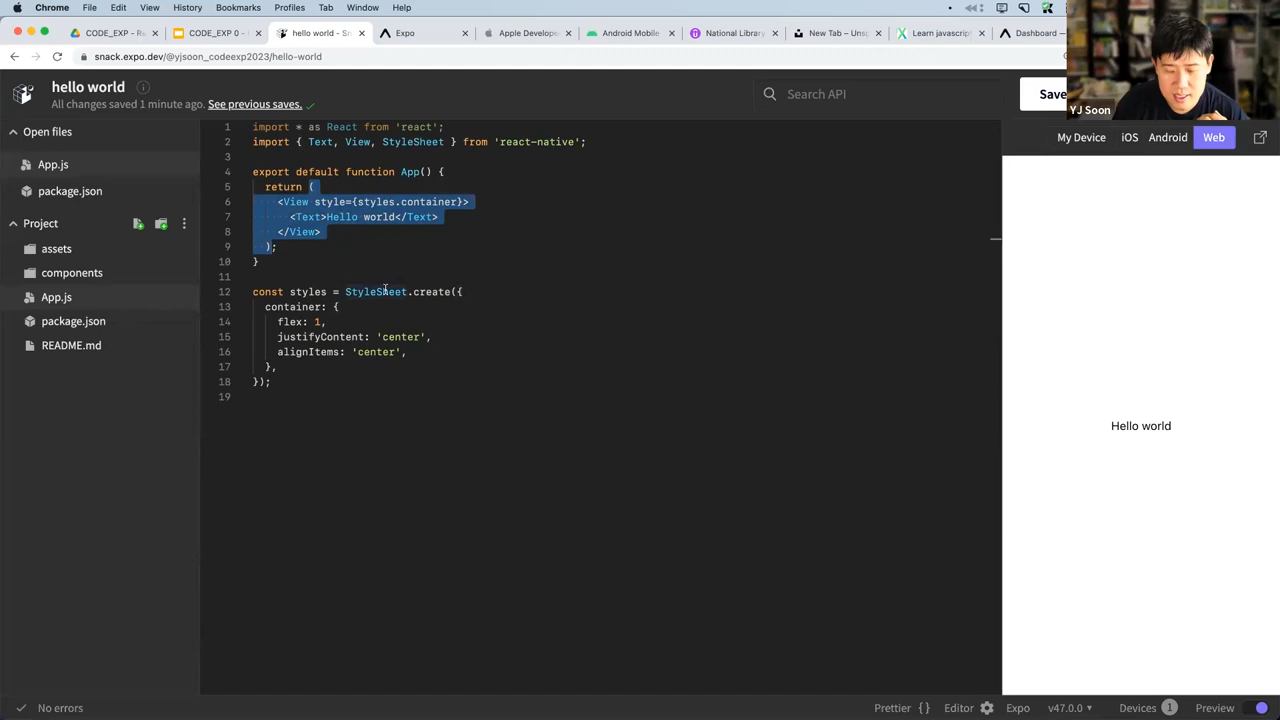 Chrome File Edit View History Bookmarks Profiles Tab Window Help
CODE_EXP - Re
CODE_EXP 0 -
hello world - Sn
Expo
Apple Develope
Android Mobile
National Library
New Tab – Unsp
Learn javascript
Dashboard —
snack.expo.dev/@yjsoon_codeexp2023/hello-world
YJ Soon
hello world
All changes saved 1 minute ago. See previous saves.
Search API
Save
Open files
App.js
package.json
Project
assets
components
App.js
package.json
README.md
1 import * as React from 'react';
2 import { Text, View, StyleSheet } from 'react-native';
3
4 export default function App() {
5 return (
6 <View style={styles.container}>
7 <Text>Hello world</Text>
8 </View>
9 );
10 }
11
12 const styles = StyleSheet.create({
13 container: {
14 flex: 1,
15 justifyContent: 'center',
16 alignItems: 'center',
17 },
18 });
19
My Device iOS Android Web
Hello world
No errors
Prettier {} Editor Expo v47.0.0 Devices 1 Preview